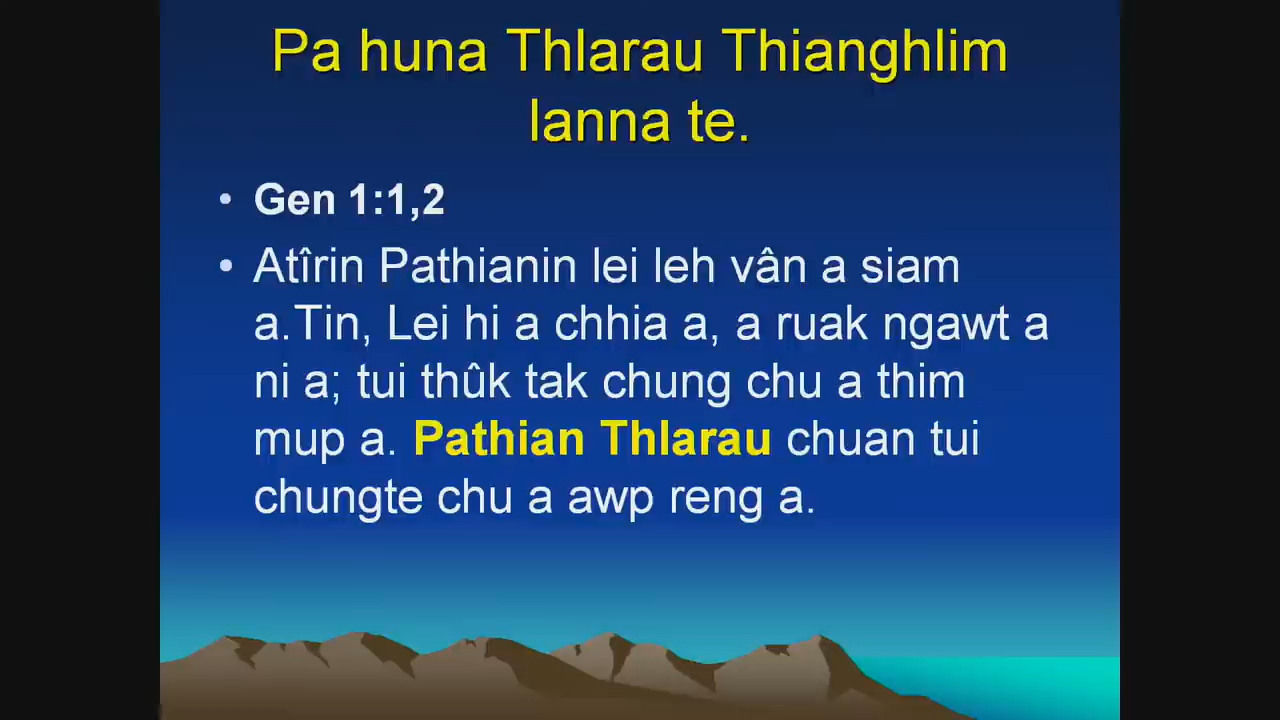 Pa huna Thlarau Thianghlim
lanna te.
• Gen 1:1,2
• Atîrin Pathianin lei leh vân a siam
a.Tin, Lei hi a chhia a, a ruak ngawt a
ni a; tui thûk tak chung chu a thim
mup a. Pathian Thlarau chuan tui
chungte chu a awp reng a.